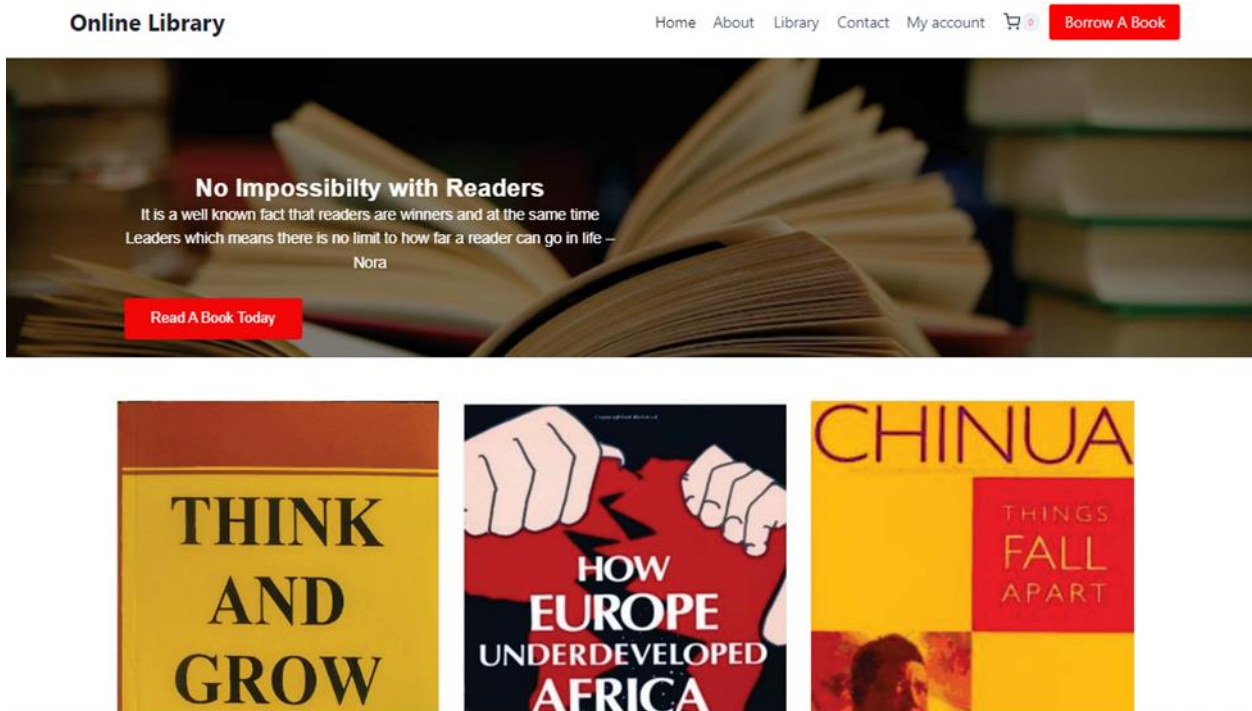 Online Library
Home About Library Contact My account 0 Borrow A Book
No Impossibilty with Readers
It is a well known fact that readers are winners and at the same time
Leaders which means there is no limit to how far a reader can go in life –
Nora
Read A Book Today
THINK
AND
GROW
HOW
EUROPE
UNDERDEVELOPED
AFRICA
CHINUA
THINGS
FALL
APART